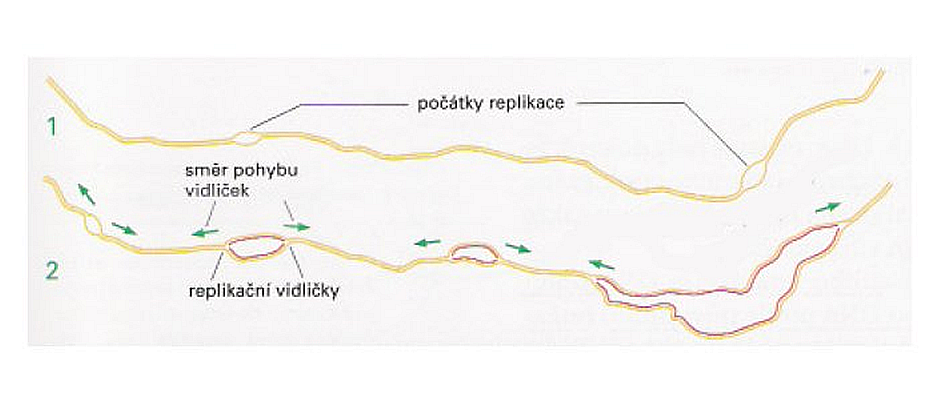 počátky replikace
1
směr pohybu
vidliček
2
replikační vidličky